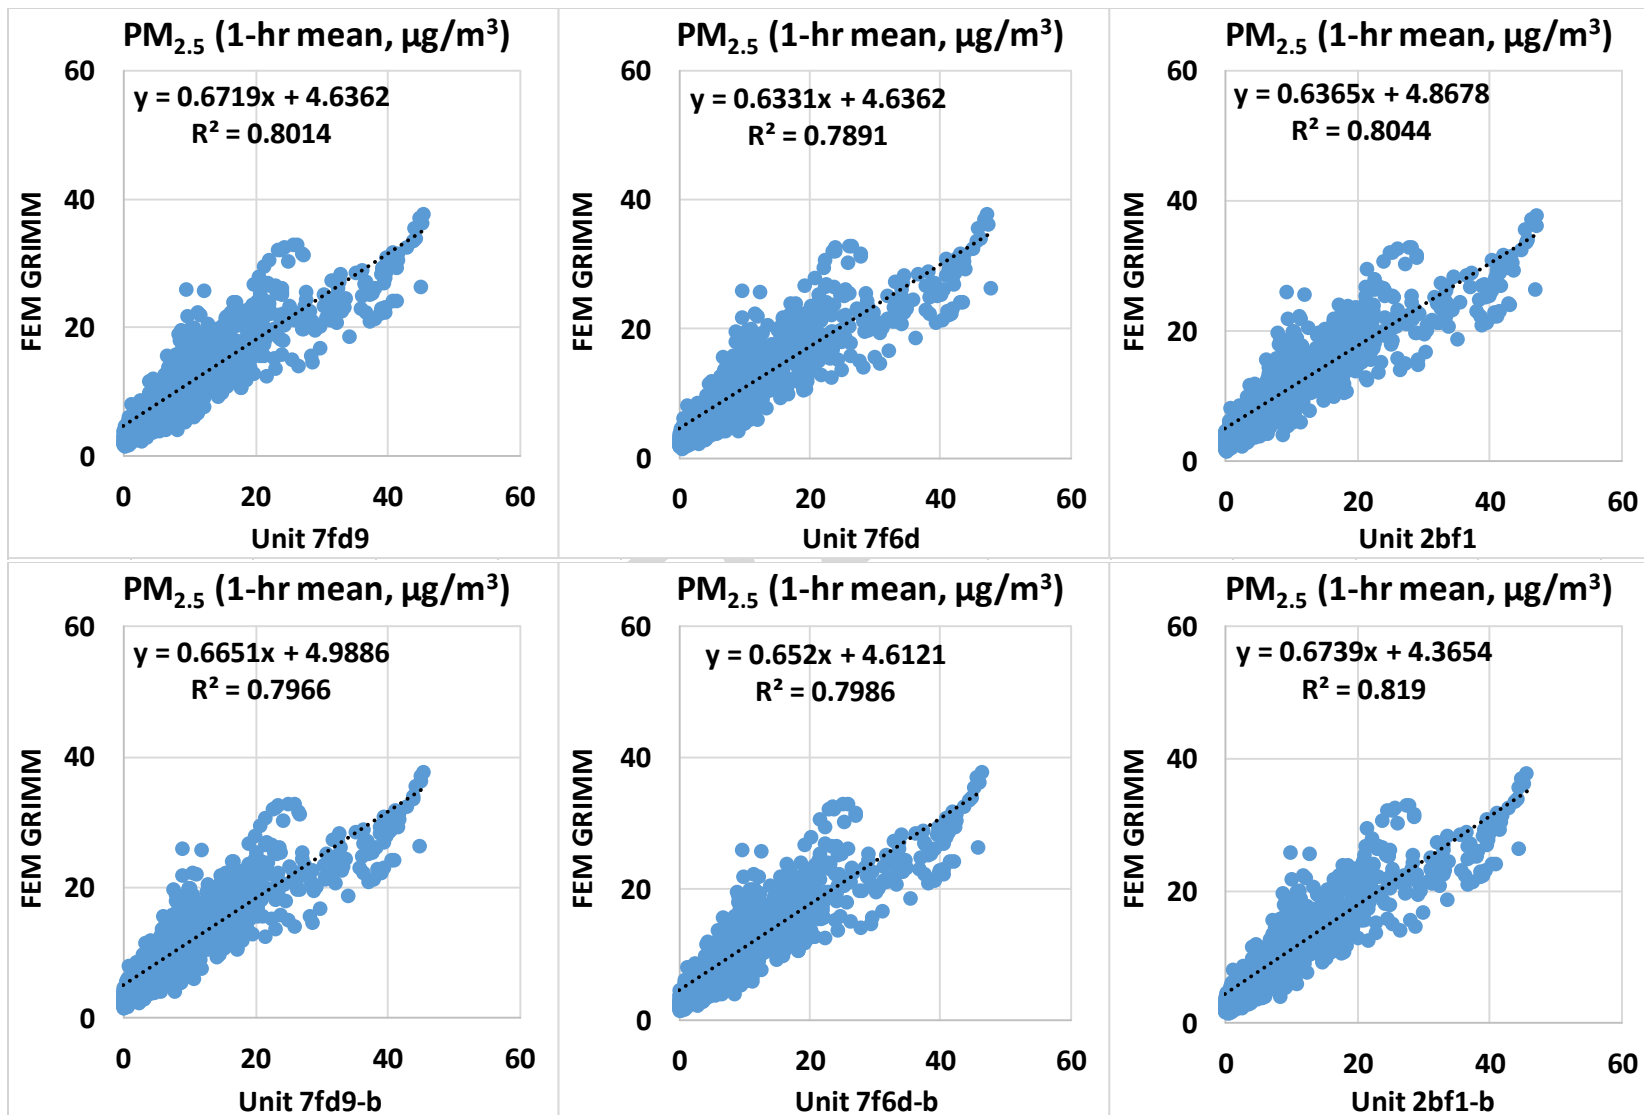 PM2.5 (1-hr mean, µg/m³)
y = 0.6719x + 4.6362
R² = 0.8014
FEM GRIMM
60
40
20
0
0 20 40 60
Unit 7fd9
PM2.5 (1-hr mean, µg/m³)
y = 0.6331x + 4.6362
R² = 0.7891
FEM GRIMM
60
40
20
0
0 20 40 60
Unit 7f6d
PM2.5 (1-hr mean, µg/m³)
y = 0.6365x + 4.8678
R² = 0.8044
FEM GRIMM
60
40
20
0
0 20 40 60
Unit 2bf1
PM2.5 (1-hr mean, µg/m³)
y = 0.6651x + 4.9886
R² = 0.7966
FEM GRIMM
60
40
20
0
0 20 40 60
Unit 7fd9-b
PM2.5 (1-hr mean, µg/m³)
y = 0.652x + 4.6121
R² = 0.7986
FEM GRIMM
60
40
20
0
0 20 40 60
Unit 7f6d-b
PM2.5 (1-hr mean, µg/m³)
y = 0.6739x + 4.3654
R² = 0.819
FEM GRIMM
60
40
20
0
0 20 40 60
Unit 2bf1-b